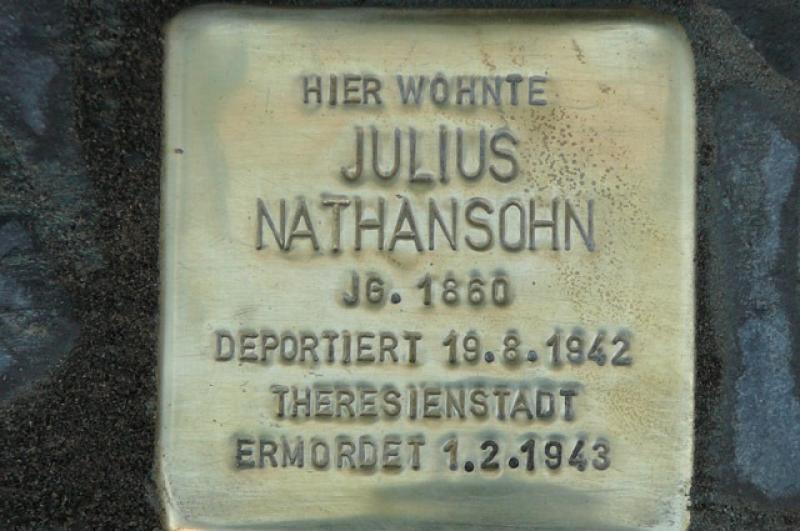 HIER WOHNTE
JULIUS
NATHANSOHN
JG. 1860
DEPORTIERT 19.8.1942
THERESIENSTADT
ERMORDET 1.2.1943